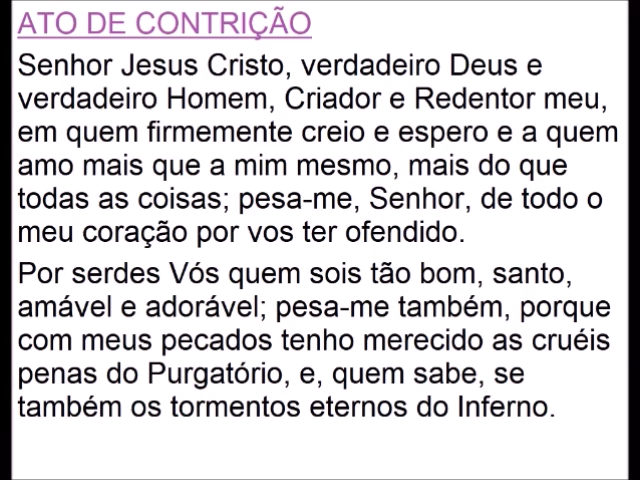 ATO DE CONTRIÇÃO
Senhor Jesus Cristo, verdadeiro Deus e
verdadeiro Homem, Criador e Redentor meu,
em quem firmemente creio e espero e a quem
amo mais que a mim mesmo, mais do que
todas as coisas; pesa-me, Senhor, de todo o
meu coração por vos ter ofendido.
Por serdes Vós quem sois tão bom, santo,
amável e adorável; pesa-me também, porque
com meus pecados tenho merecido as cruéis
penas do Purgatório, e, quem sabe, se
também os tormentos eternos do Inferno.